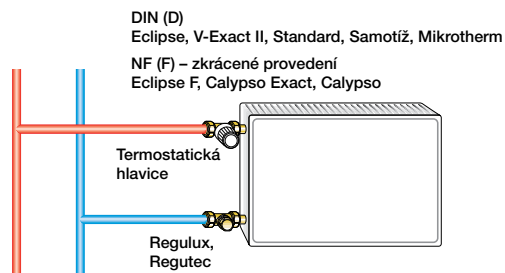 DIN (D)
Eclipse, V-Exact II, Standard, Samotíž, Mikrotherm
NF (F) – zkrácené provedení
Eclipse F, Calypso Exact, Calypso
Termostatická
hlavice
Regulux,
Regutec